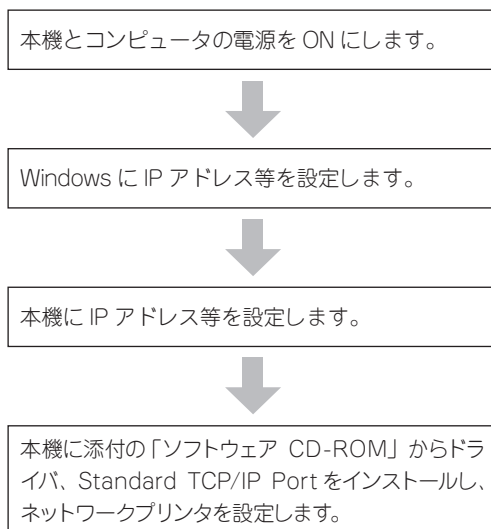 本機とコンピュータの電源を ON にします。
Windows に IP アドレス等を設定します。
本機に IP アドレス等を設定します。
本機に添付の「ソフトウェア CD-ROM」からドラ
イバ、Standard TCP/IP Port をインストールし、
ネットワークプリンタを設定します。